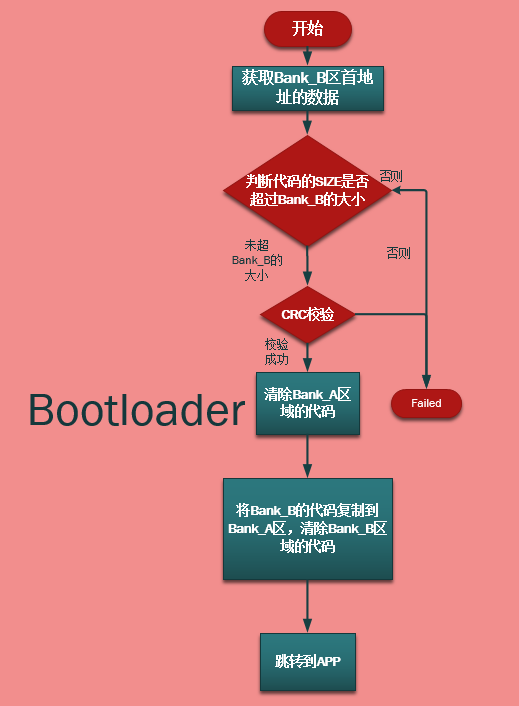 开始
获取Bank_B区首地
址的数据
判断代码的SIZE是否
超过Bank_B的大小
否则
未超
Bank_B的
大小
否则
CRC校验
校验
成功
清除Bank_A区
域的代码
Failed
Bootloader
将Bank_B的代码复制到
Bank_A区，清除Bank_B区
域的代码
跳转到APP